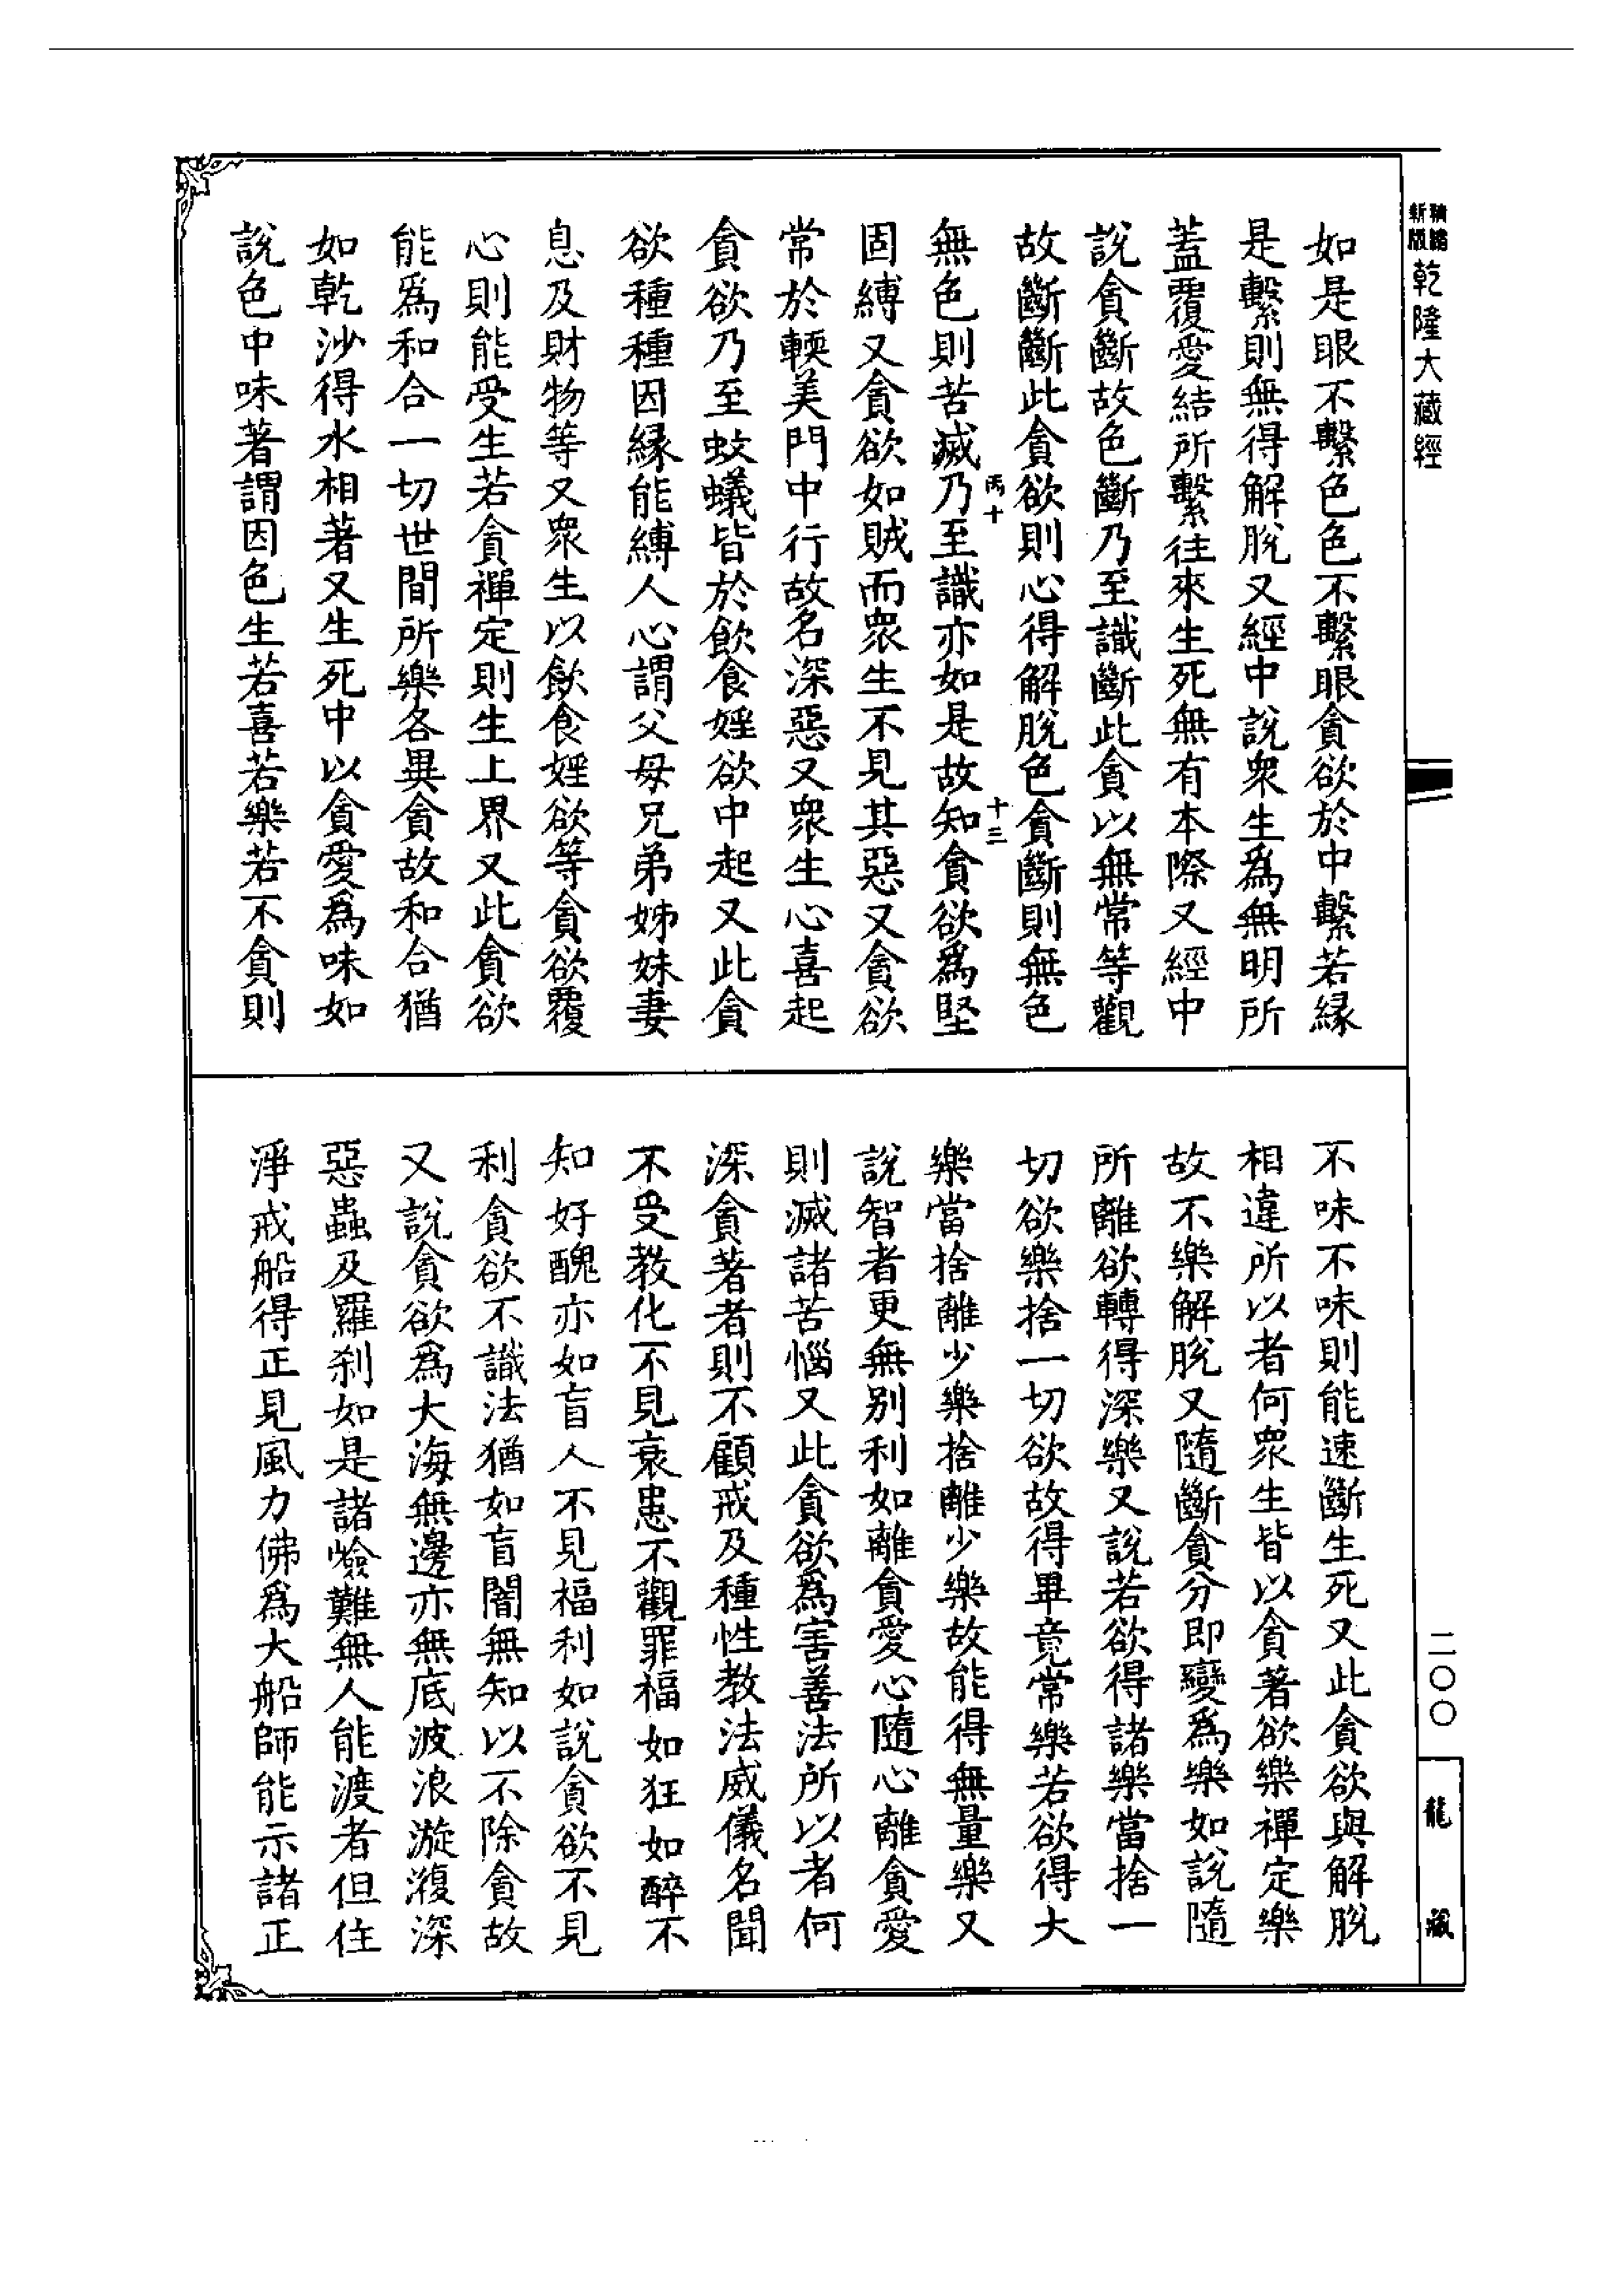 新版 精縮 乾隆大藏經
如是眼不繫色色不繫眼貪欲於中繫若緣
是繫則無得解脫又經中說衆生爲無明所
蓋覆愛結所繫往來生死無有本際又經中
說貪斷故色斷乃至識斷此貪以無常等觀
故斷斷此貪欲則心得解脫色貪斷則無色
丙十
十三
無色則苦滅乃至識亦如是故知貪欲爲堅
固縛又貪欲如賊而衆生不見其惡又貪欲
常於輭美門中行故名深惡又衆生心喜起
貪欲乃至蚊蟻皆於飲食婬欲中起又此貪
欲種種因緣能縛人心謂父母兄弟姊妹妻
息及財物等又衆生以飲食婬欲等貪欲覆
心則能受生若貪禪定則生上界又此貪欲
能爲和合一切世間所樂各異貪故和合猶
如乾沙得水相著又生死中以貪愛爲味如
說色中味著謂因色生若喜若樂若不貪則
不味不味則能速斷生死又此貪欲與解脫
相違所以者何衆生皆以貪著欲樂禪定樂
故不樂解脫又隨斷貪分即變爲樂如說隨
所離欲轉得深樂又說若欲得諸樂當捨一
切欲樂捨一切欲故得畢竟常樂若欲得大
樂當捨離少樂捨離少樂故能得無量樂又
說智者更無別利如離貪愛心隨心離貪愛
則滅諸苦惱又此貪欲爲害善法所以者何
深貪著者則不顧戒及種性教法威儀名聞
不受教化不見衰患不觀罪福如狂如醉不
知好醜亦如盲人不見福利如說貪欲不見
利貪欲不識法猶如盲闇無知以不除貪故
又說貪欲爲大海無邊亦無底波浪漩澓深
惡蟲及羅刹如是諸嶮難無人能渡者但住
淨戒船得正見風力佛爲大船師能示諸正
二〇〇
龍藏